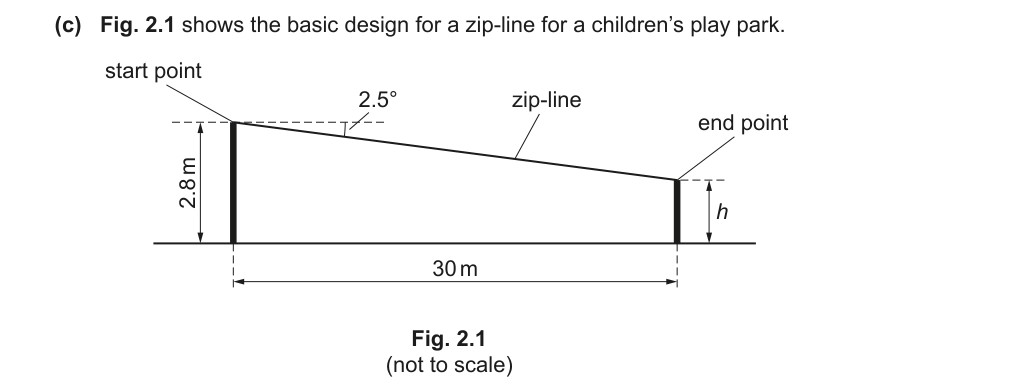 (c) Fig. 2.1 shows the basic design for a zip-line for a children's play park.
start point
2.5°
zip-line
end point
2.8 m
h
30 m
Fig. 2.1
(not to scale)